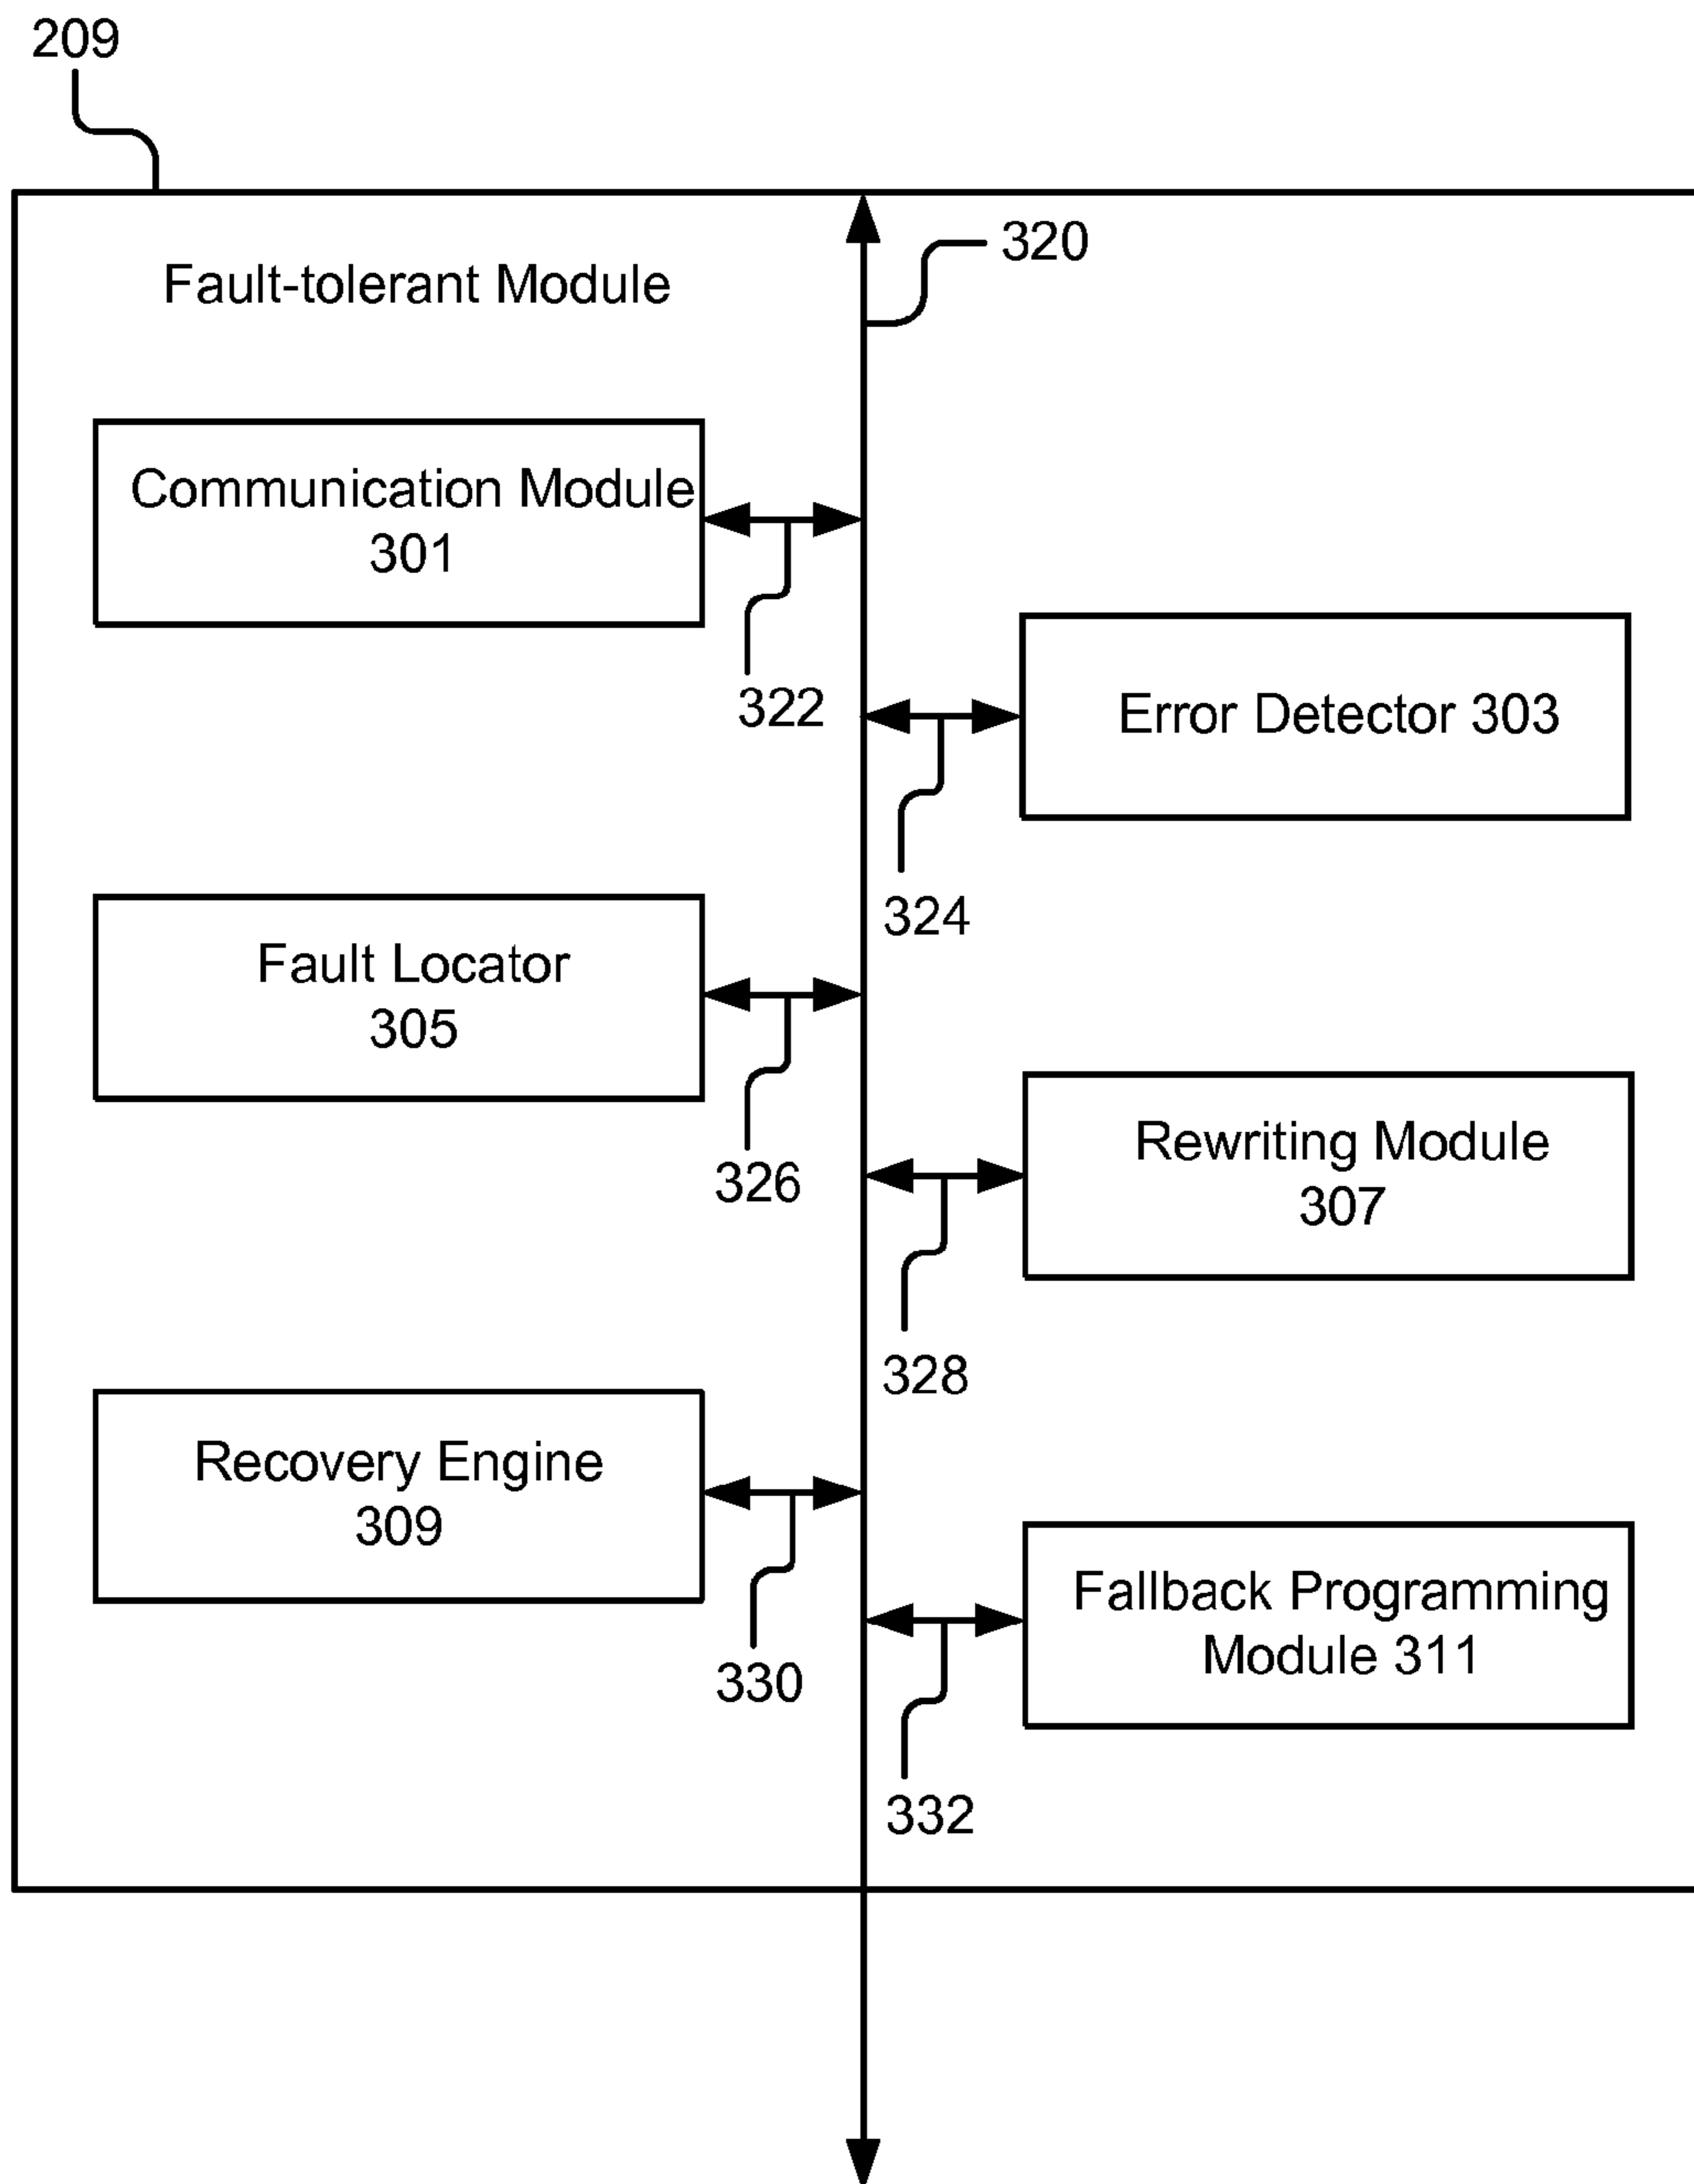 209
320
Fault-tolerant Module
Communication Module
301
322
Error Detector 303
324
Fault Locator
305
326
Rewriting Module
307
328
Recovery Engine
309
330
Fallback Programming
Module 311
332